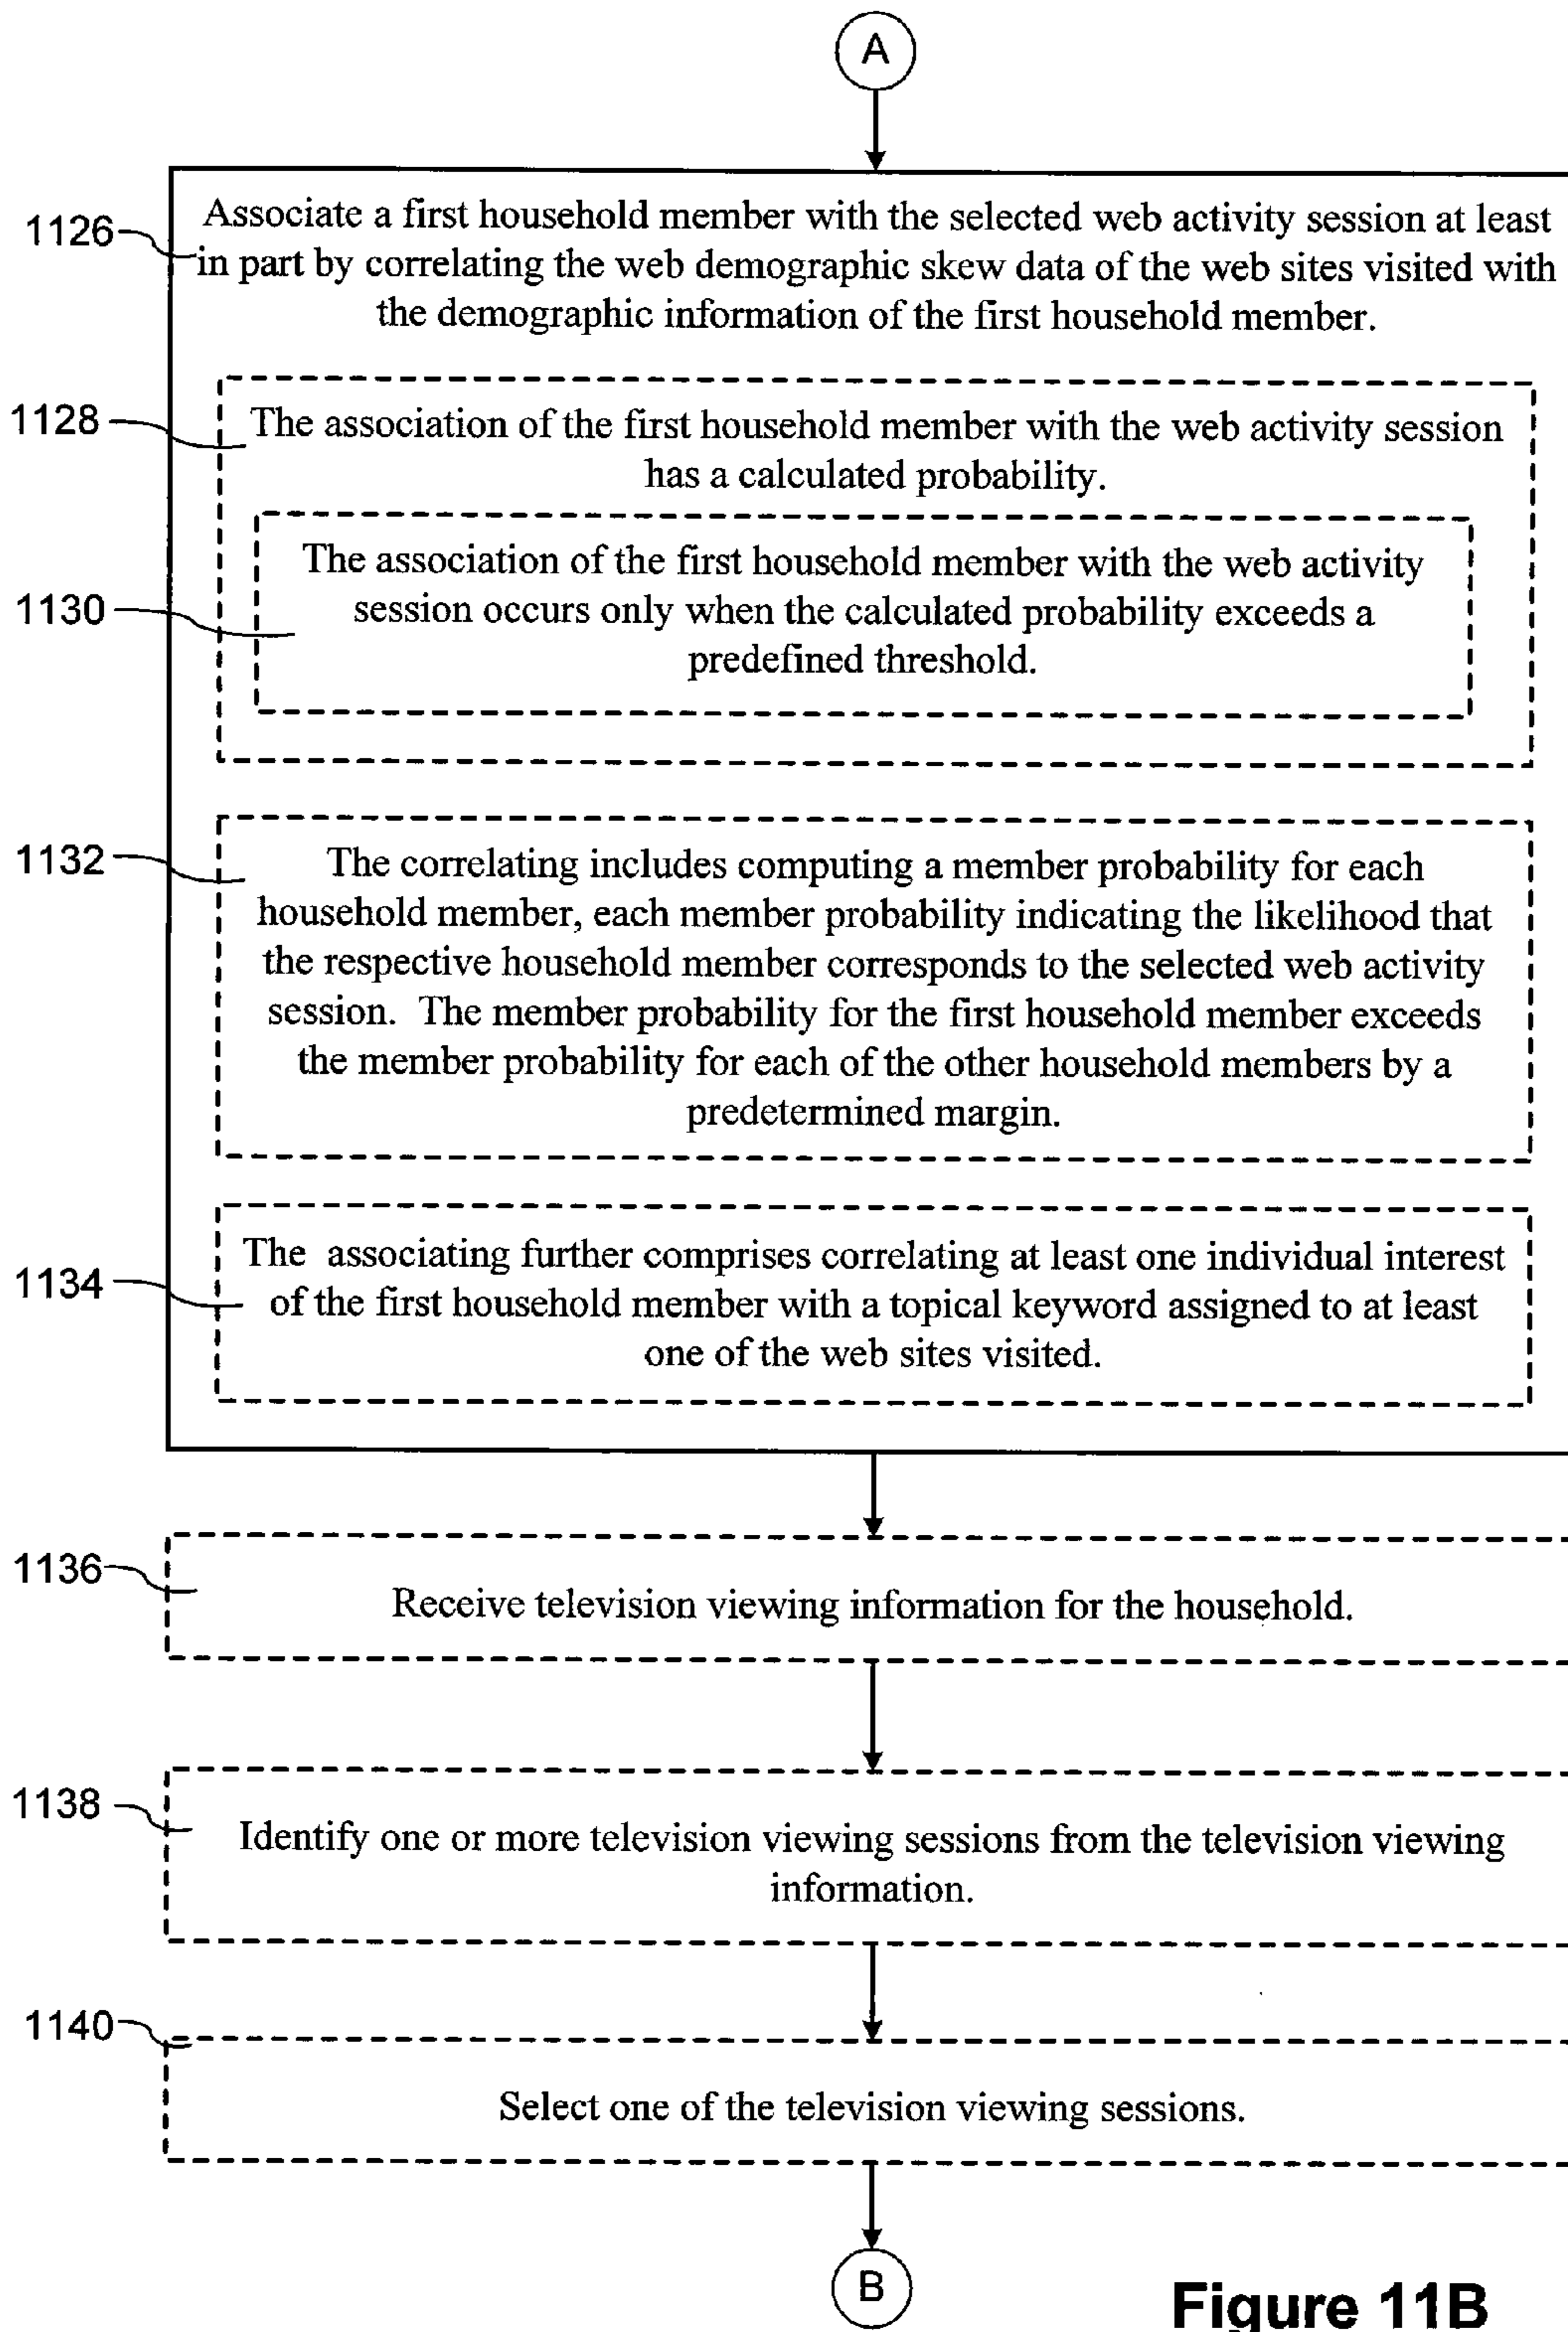 A
1126
Associate a first household member with the selected web activity session at least
in part by correlating the web demographic skew data of the web sites visited with
the demographic information of the first household member.
1128
The association of the first household member with the web activity session
has a calculated probability.
1130
The association of the first household member with the web activity
session occurs only when the calculated probability exceeds a
predefined threshold.
1132
The correlating includes computing a member probability for each
household member, each member probability indicating the likelihood that
the respective household member corresponds to the selected web activity
session. The member probability for the first household member exceeds
the member probability for each of the other household members by a
predetermined margin.
1134
The associating further comprises correlating at least one individual interest
of the first household member with a topical keyword assigned to at least
one of the web sites visited.
1136
Receive television viewing information for the household.
1138
Identify one or more television viewing sessions from the television viewing
information.
1140
Select one of the television viewing sessions.
B
Figure 11B